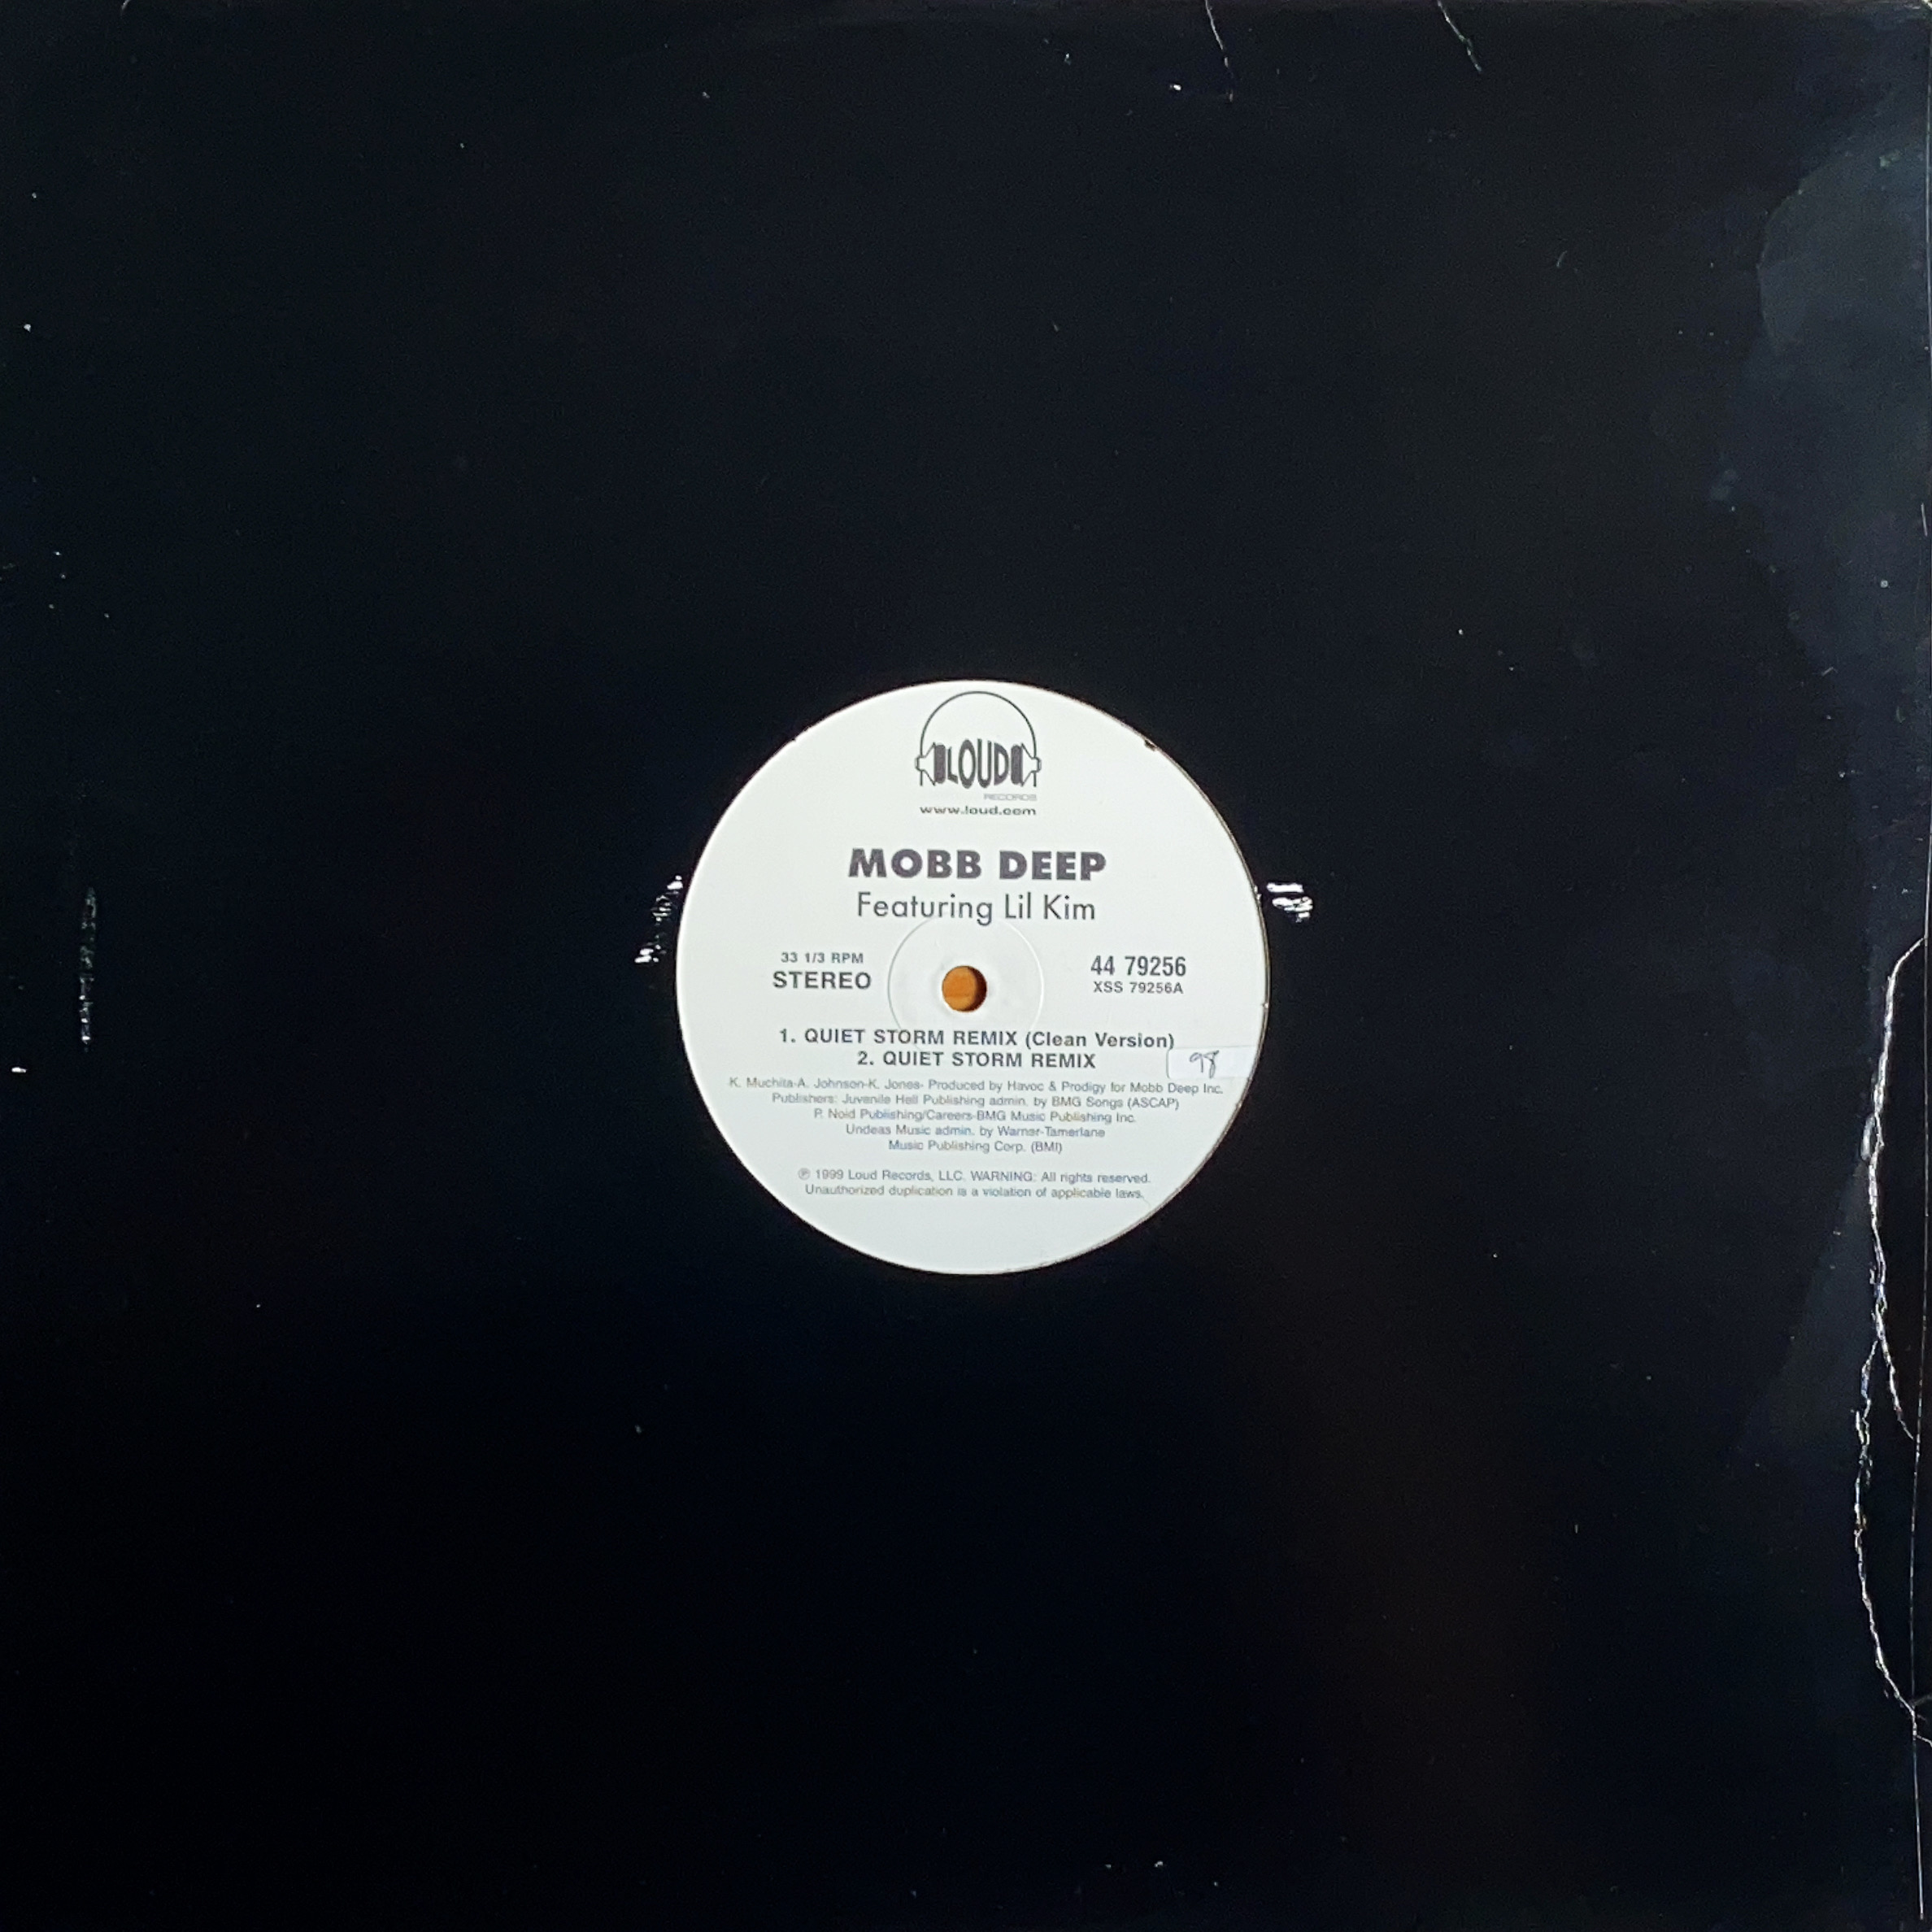 LOUD
RECORDS
www.loud.com
MOBB DEEP
Featuring Lil Kim
33 1/3 RPM
STEREO
44 79256
XSS 79256A
1. QUIET STORM REMIX (Clean Version)
2. QUIET STORM REMIX
98
K. Muchita-A. Johnson-K. Jones- Produced by Havoc & Prodigy for Mobb Deep Inc.
Publishers: Juvenile Hell Publishing admin. by BMG Songs (ASCAP)
P. Noid Publishing/Careers-BMG Music Publishing Inc.
Undeas Music admin. by Warner-Tamerlane
Music Publishing Corp. (BMI)
℗ 1999 Loud Records, LLC. WARNING: All rights reserved.
Unauthorized duplication is a violation of applicable laws.